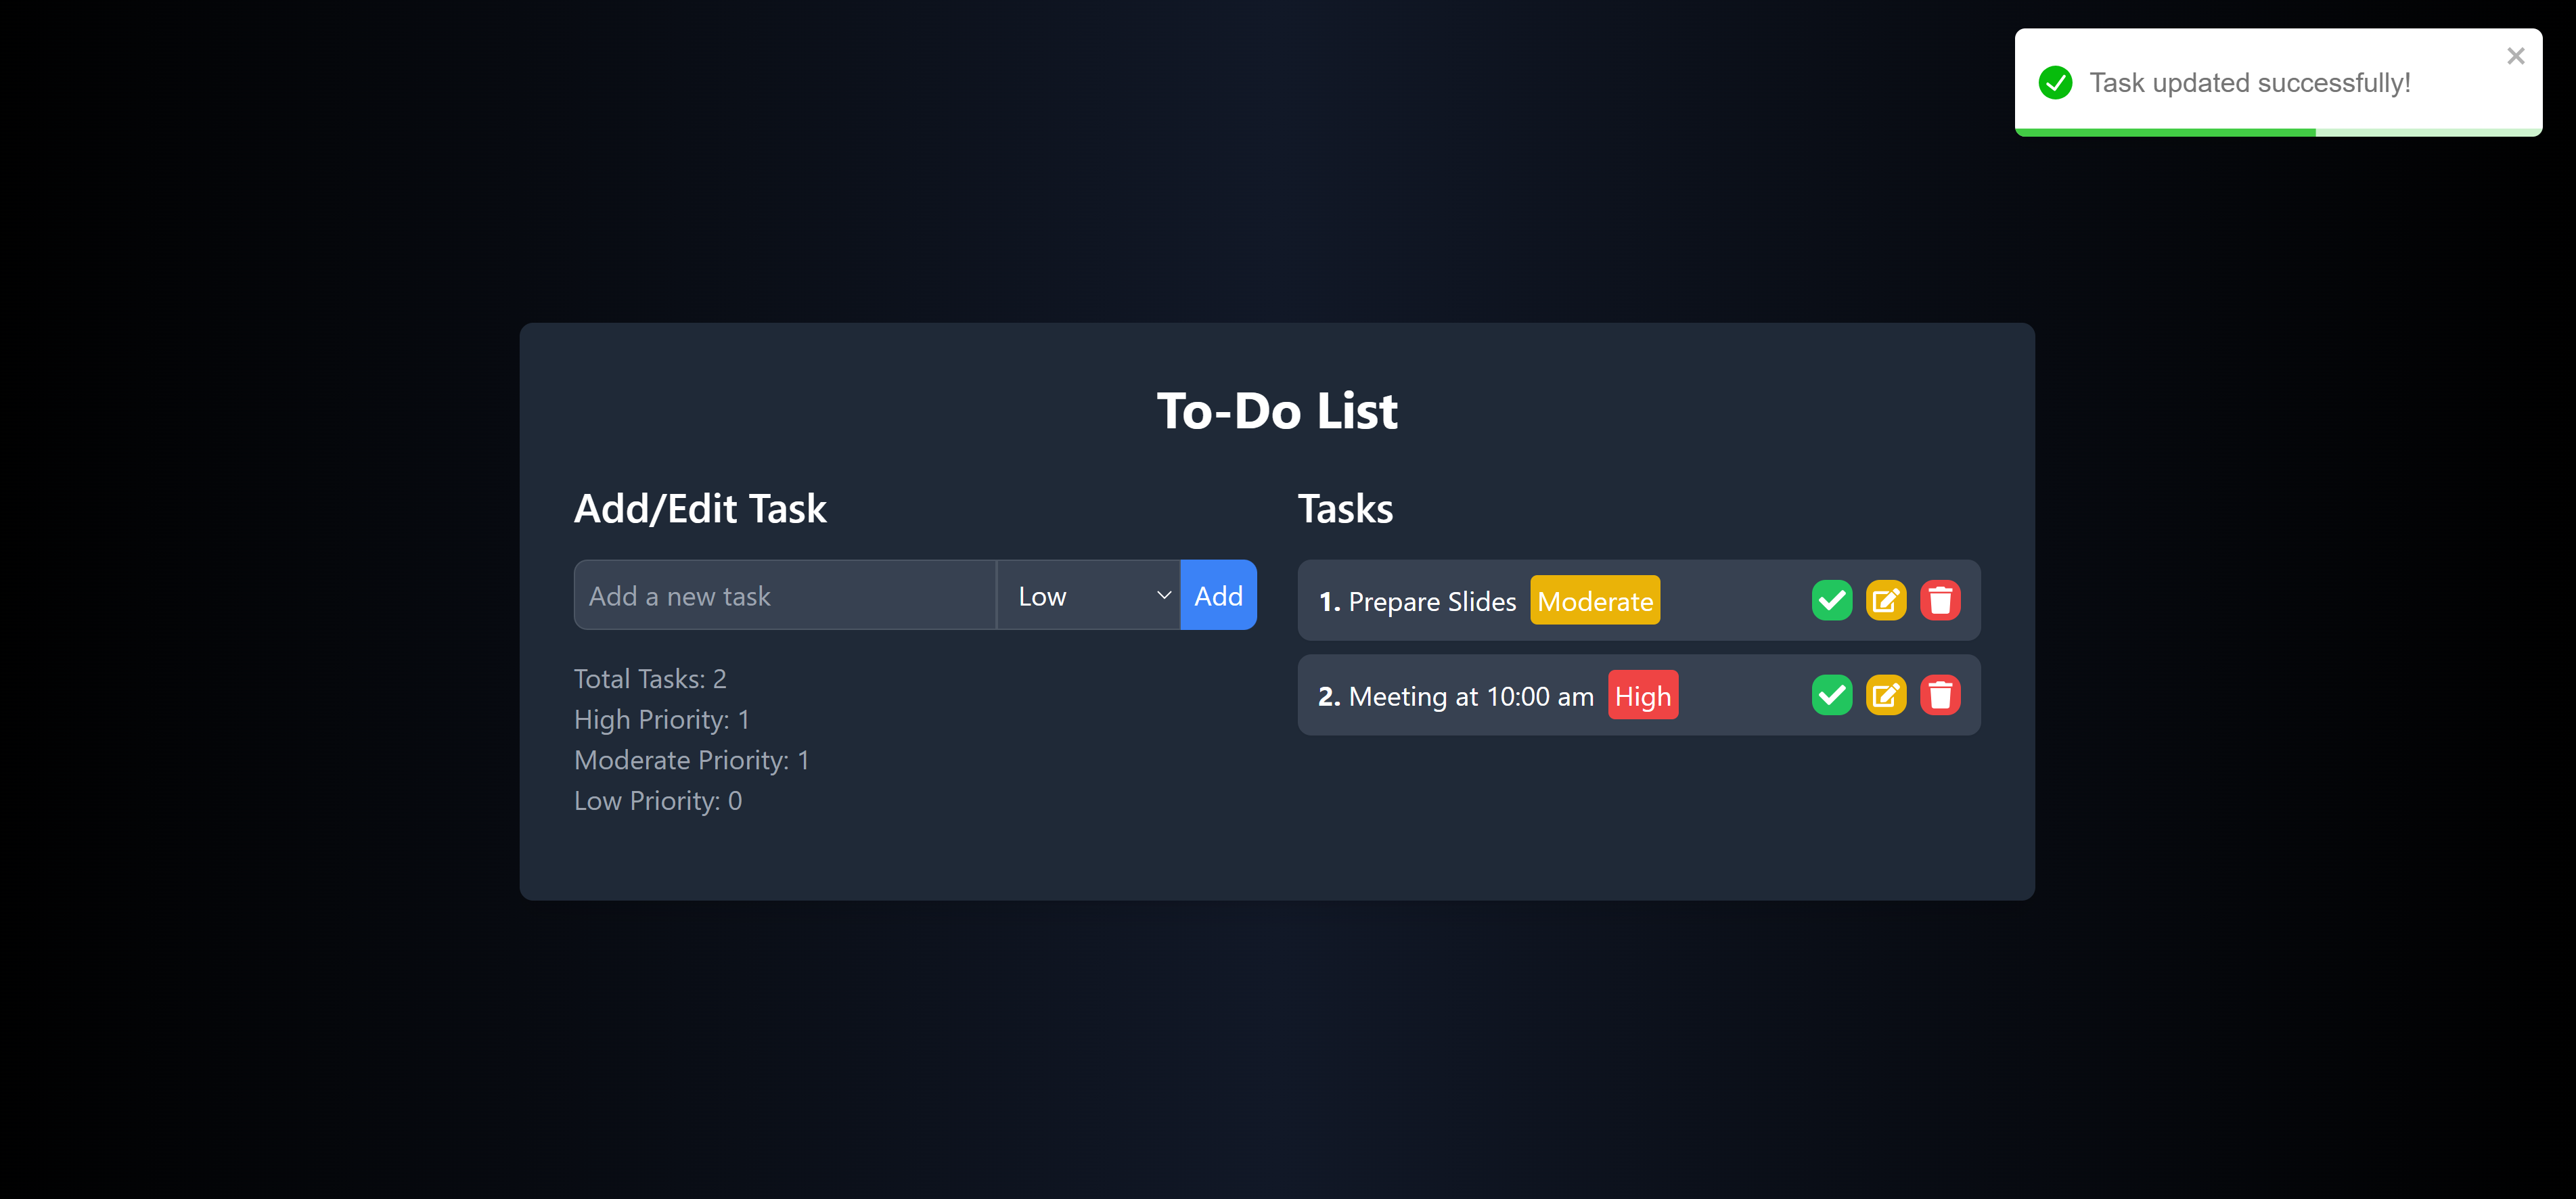 Task updated successfully!
To-Do List
Add/Edit Task
Add a new task
Low
Add
Total Tasks: 2
High Priority: 1
Moderate Priority: 1
Low Priority: 0
Tasks
1. Prepare Slides Moderate
2. Meeting at 10:00 am High